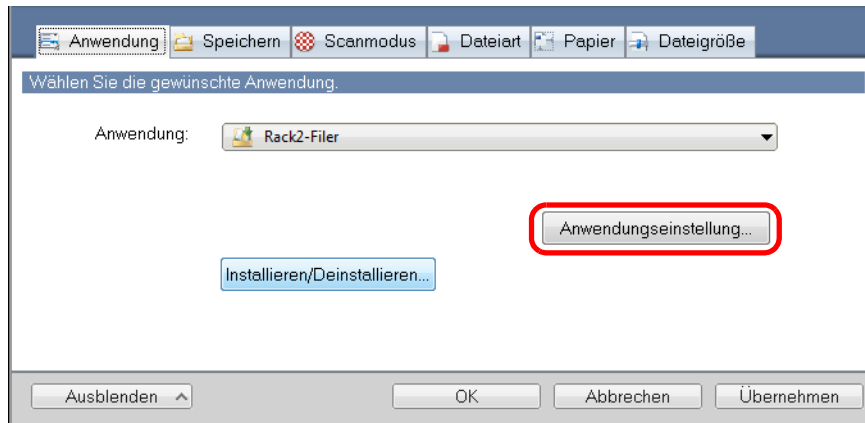 Anwendung Speichern Scanmodus Dateiart Papier Dateigröße
Wählen Sie die gewünschte Anwendung.
Anwendung: Rack2-Filer
Anwendungseinstellung...
Installieren/Deinstallieren...
Ausblenden OK Abbrechen Übernehmen